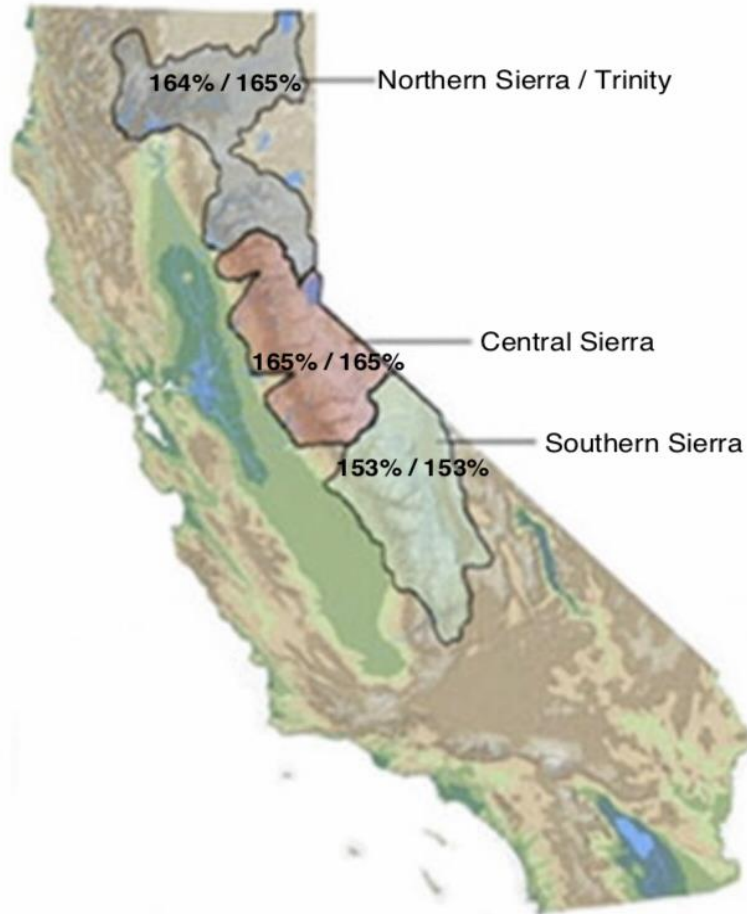 164% / 165%
Northern Sierra / Trinity
Central Sierra
165% / 165%
Southern Sierra
153% / 153%